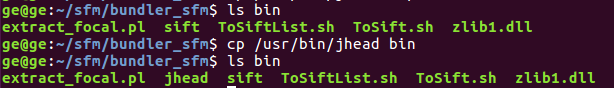 ge@ge:~/sfm/bundler_sfm$ ls bin
extract_focal.pl sift ToSiftList.sh ToSift.sh zlib1.dll
ge@ge:~/sfm/bundler_sfm$ cp /usr/bin/jhead bin
ge@ge:~/sfm/bundler_sfm$ ls bin
extract_focal.pl jhead sift ToSiftList.sh ToSift.sh zlib1.dll